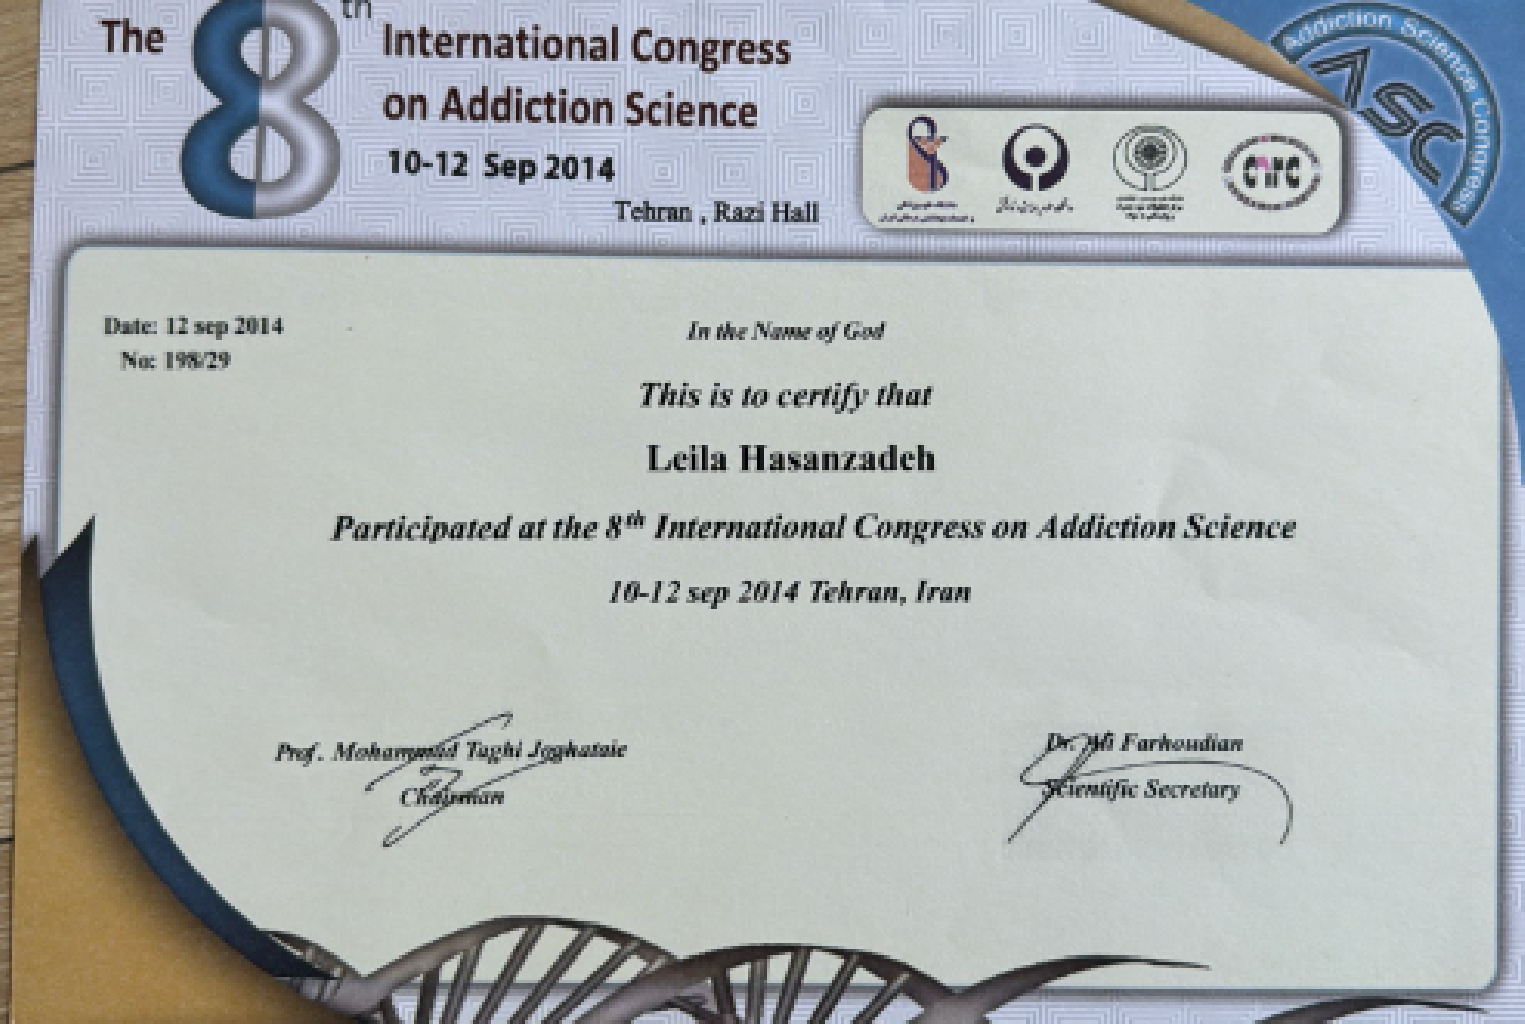 The 8th International Congress
on Addiction Science
10-12 Sep 2014
Tehran , Razi Hall
Addiction Science Congress
ASC
Date: 12 sep 2014
No: 198/29
In the Name of God
This is to certify that
Leila Hasanzadeh
Participated at the 8th International Congress on Addiction Science
10-12 sep 2014 Tehran, Iran
Prof. Mohammad Taghi Joghataie
Chairman
Dr. Ali Farhoudian
Scientific Secretary